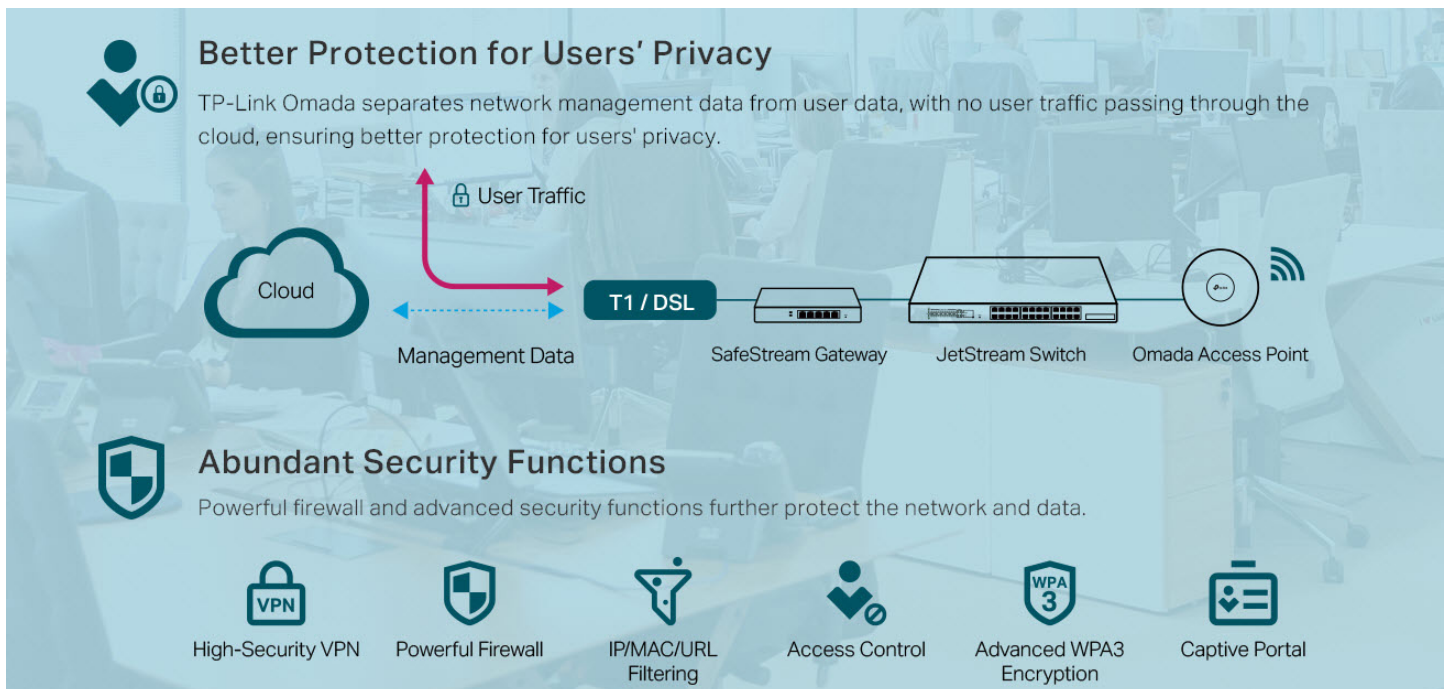 Better Protection for Users' Privacy
TP-Link Omada separates network management data from user data, with no user traffic passing through the
cloud, ensuring better protection for users' privacy.
User Traffic
Cloud
T1 / DSL
Management Data
SafeStream Gateway
JetStream Switch
Omada Access Point
Abundant Security Functions
Powerful firewall and advanced security functions further protect the network and data.
VPN
WPA
3
High-Security VPN
Powerful Firewall
IP/MAC/URL
Filtering
Access Control
Advanced WPA3
Encryption
Captive Portal